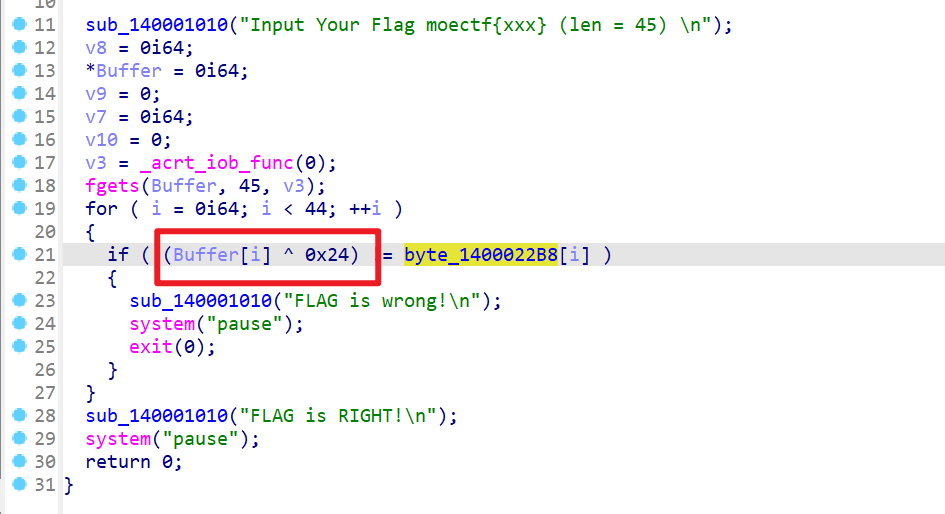 10
11 sub_140001010("Input Your Flag moectf{xxx} (len = 45) \n");
12 v8 = 0i64;
13 *Buffer = 0i64;
14 v9 = 0;
15 v7 = 0i64;
16 v10 = 0;
17 v3 = _acrt_iob_func(0);
18 fgets(Buffer, 45, v3);
19 for ( i = 0i64; i < 44; ++i )
20 {
21 if ( (Buffer[i] ^ 0x24) != byte_1400022B8[i] )
22 {
23 sub_140001010("FLAG is wrong!\n");
24 system("pause");
25 exit(0);
26 }
27 }
28 sub_140001010("FLAG is RIGHT!\n");
29 system("pause");
30 return 0;
31 }